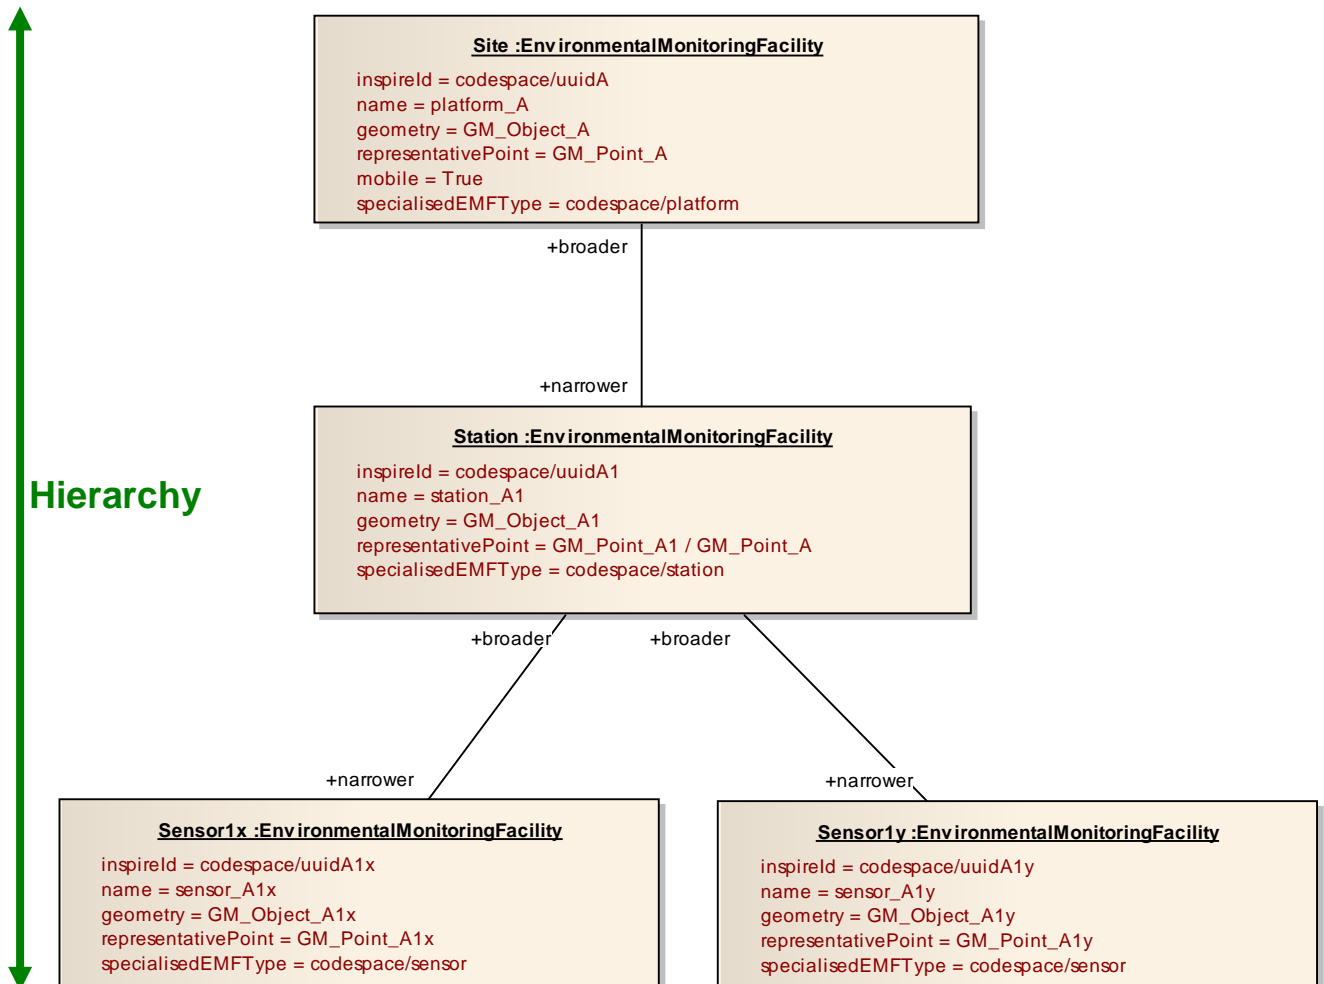 Site :EnvironmentalMonitoringFacility
inspireId = codespace/uuidA
name = platform_A
geometry = GM_Object_A
representativePoint = GM_Point_A
mobile = True
specialisedEMFType = codespace/platform
+broader
+narrower
Station :EnvironmentalMonitoringFacility
inspireId = codespace/uuidA1
name = station_A1
geometry = GM_Object_A1
representativePoint = GM_Point_A1 / GM_Point_A
specialisedEMFType = codespace/station
Hierarchy
+broader
+broader
+narrower
+narrower
Sensor1x :EnvironmentalMonitoringFacility
inspireId = codespace/uuidA1x
name = sensor_A1x
geometry = GM_Object_A1x
representativePoint = GM_Point_A1x
specialisedEMFType = codespace/sensor
Sensor1y :EnvironmentalMonitoringFacility
inspireId = codespace/uuidA1y
name = sensor_A1y
geometry = GM_Object_A1y
representativePoint = GM_Point_A1y
specialisedEMFType = codespace/sensor